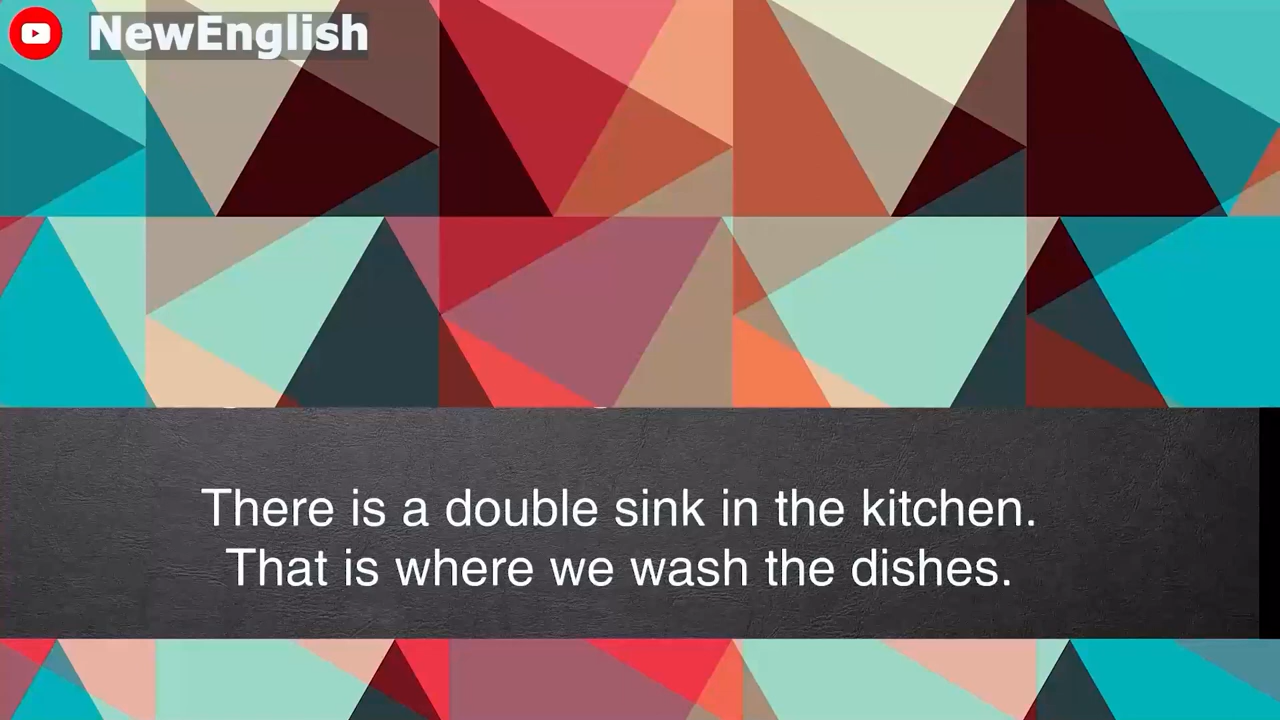 NewEnglish
There is a double sink in the kitchen.
That is where we wash the dishes.